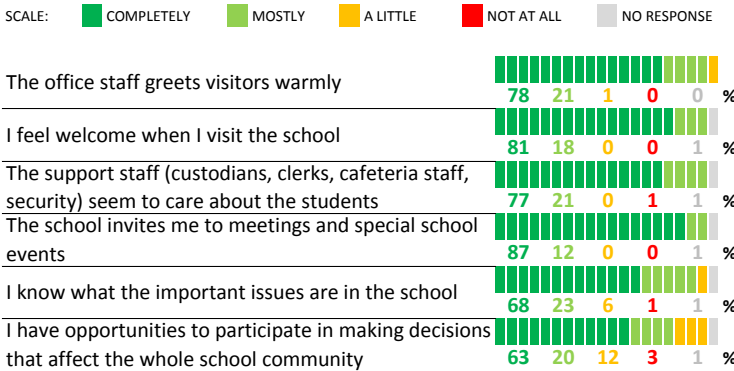 SCALE: COMPLETELY MOSTLY A LITTLE NOT AT ALL NO RESPONSE
The office staff greets visitors warmly
78 21 1 0 0 %
I feel welcome when I visit the school
81 18 0 0 1 %
The support staff (custodians, clerks, cafeteria staff,
security) seem to care about the students
77 21 0 1 1 %
The school invites me to meetings and special school
events
87 12 0 0 1 %
I know what the important issues are in the school
68 23 6 1 1 %
I have opportunities to participate in making decisions
that affect the whole school community
63 20 12 3 1 %